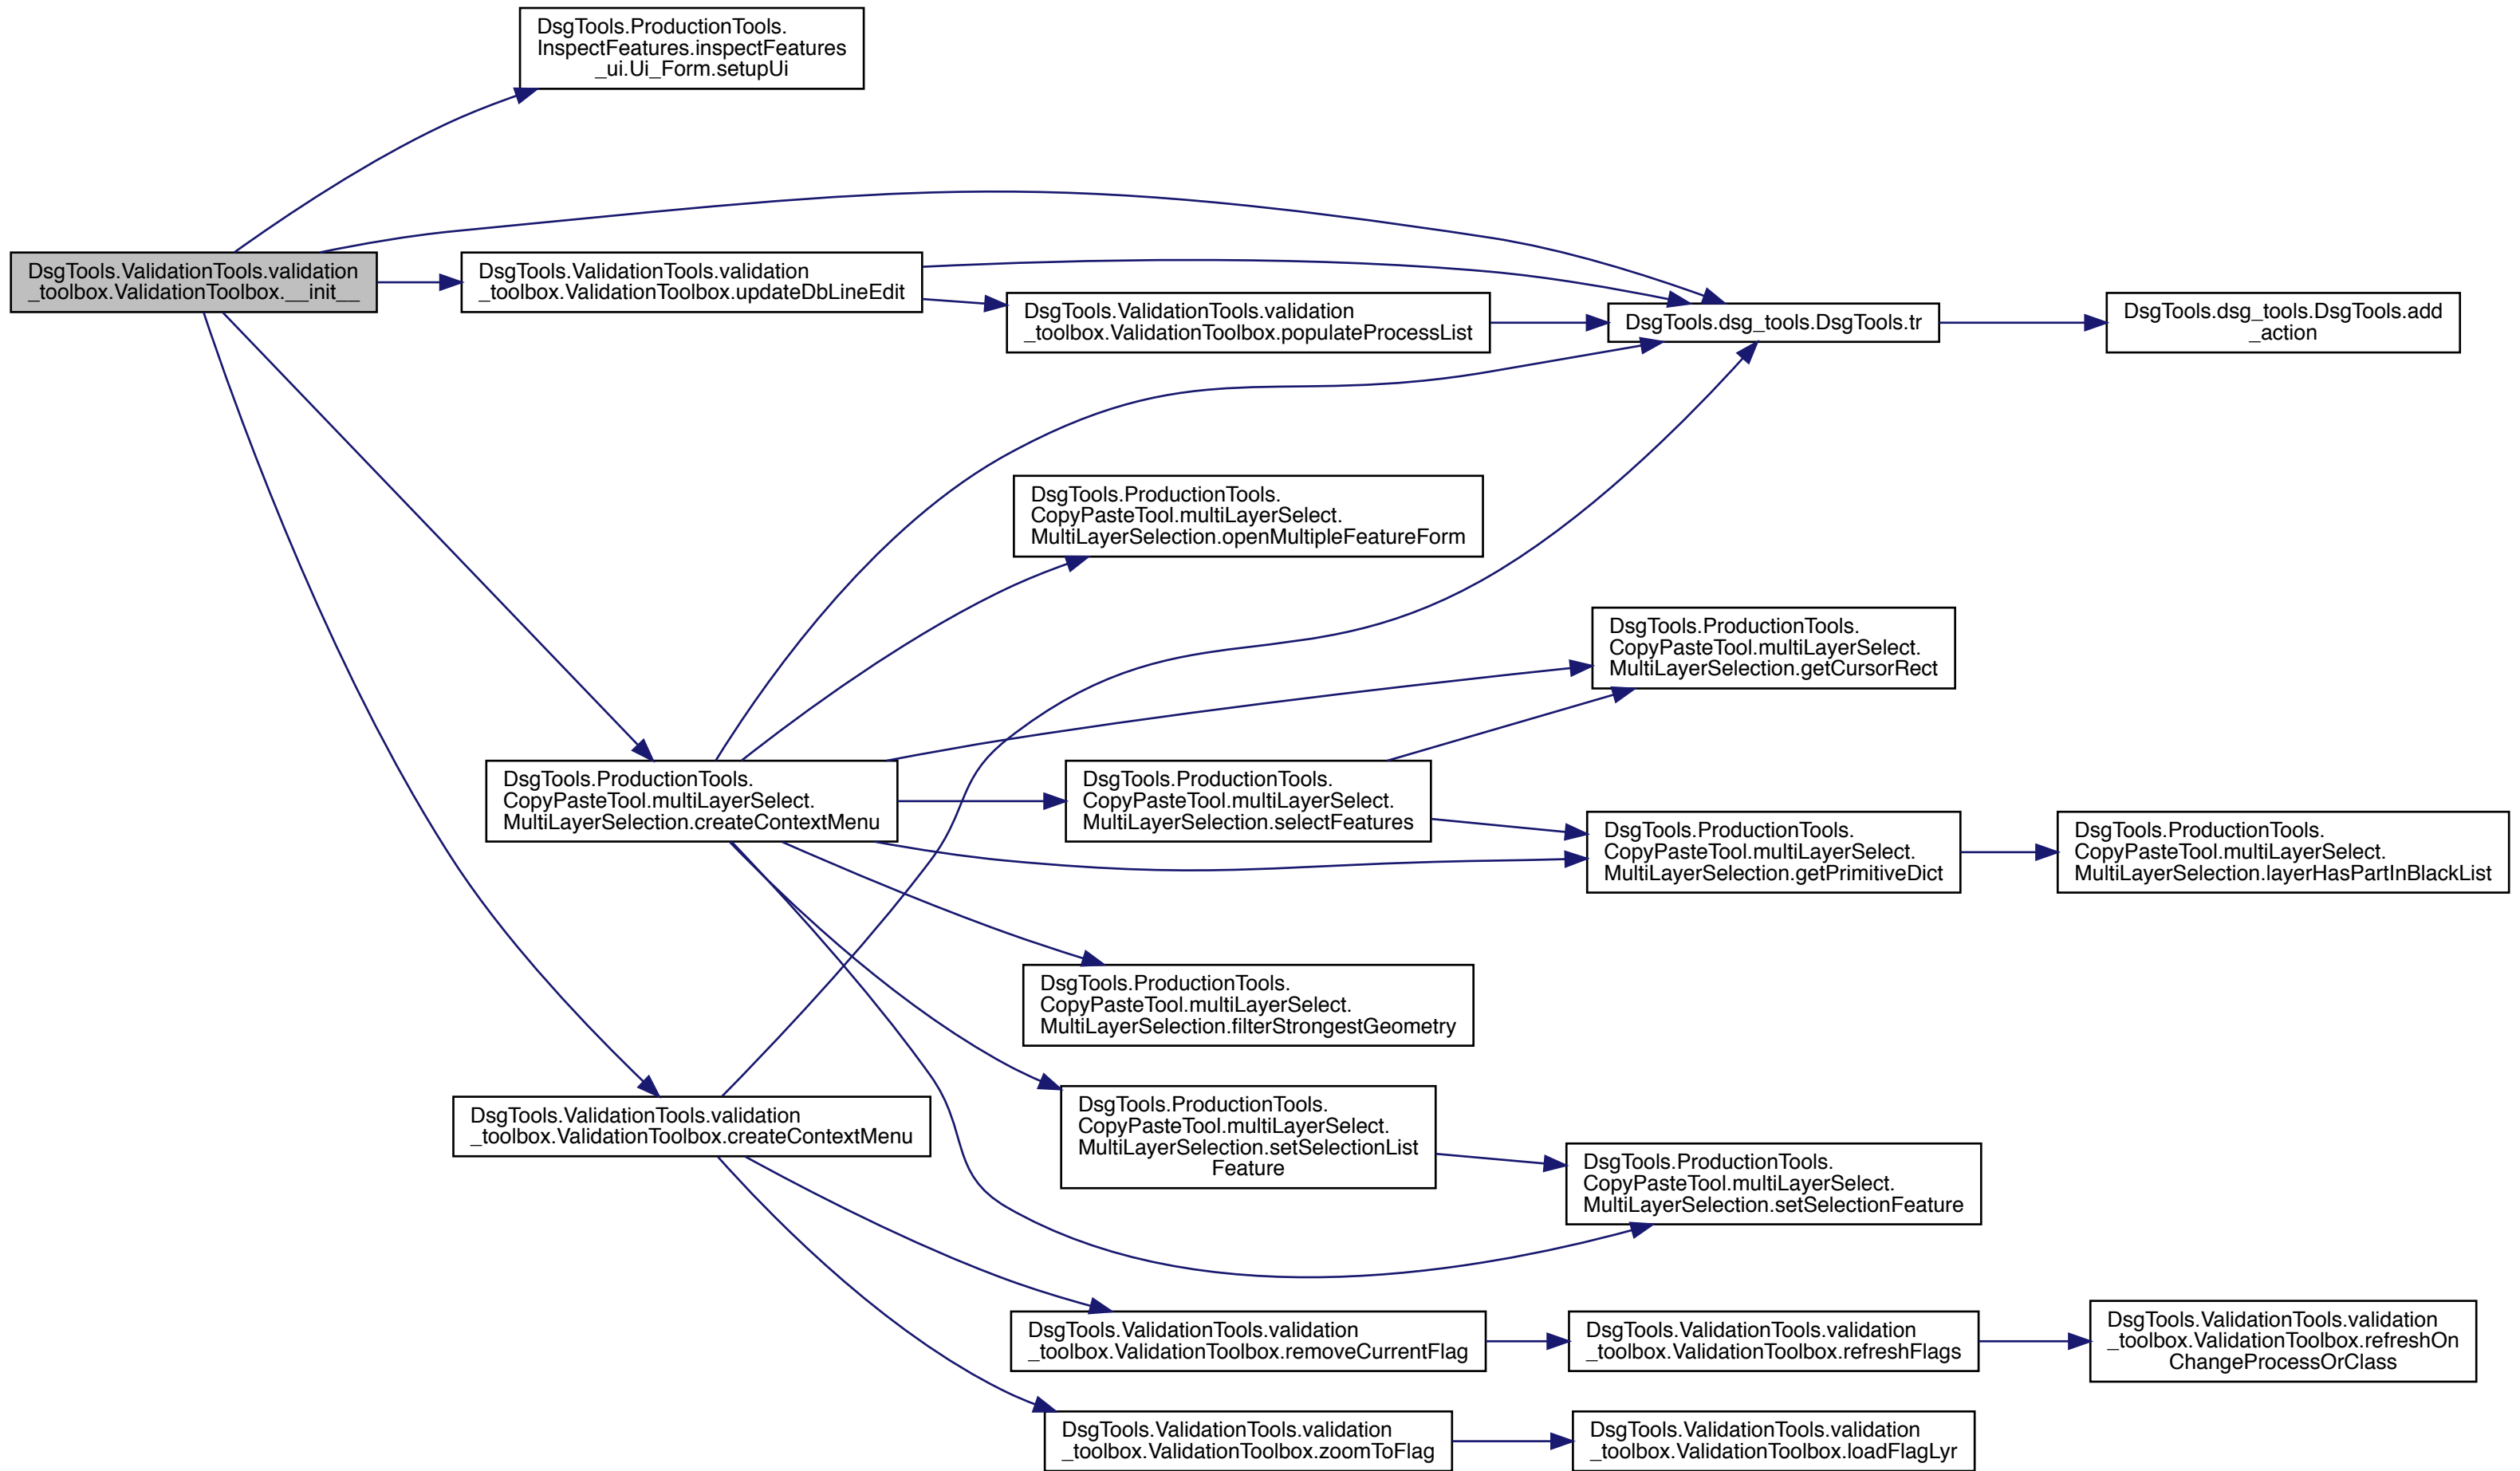 DsgTools.ProductionTools.
InspectFeatures.inspectFeatures
_ui.Ui_Form.setupUi
DsgTools.ValidationTools.validation
_toolbox.ValidationToolbox.__init__
DsgTools.ValidationTools.validation
_toolbox.ValidationToolbox.updateDbLineEdit
DsgTools.ValidationTools.validation
_toolbox.ValidationToolbox.populateProcessList
DsgTools.dsg_tools.DsgTools.tr
DsgTools.dsg_tools.DsgTools.add
_action
DsgTools.ProductionTools.
CopyPasteTool.multiLayerSelect.
MultiLayerSelection.openMultipleFeatureForm
DsgTools.ProductionTools.
CopyPasteTool.multiLayerSelect.
MultiLayerSelection.getCursorRect
DsgTools.ProductionTools.
CopyPasteTool.multiLayerSelect.
MultiLayerSelection.createContextMenu
DsgTools.ProductionTools.
CopyPasteTool.multiLayerSelect.
MultiLayerSelection.selectFeatures
DsgTools.ProductionTools.
CopyPasteTool.multiLayerSelect.
MultiLayerSelection.getPrimitiveDict
DsgTools.ProductionTools.
CopyPasteTool.multiLayerSelect.
MultiLayerSelection.layerHasPartInBlackList
DsgTools.ProductionTools.
CopyPasteTool.multiLayerSelect.
MultiLayerSelection.filterStrongestGeometry
DsgTools.ValidationTools.validation
_toolbox.ValidationToolbox.createContextMenu
DsgTools.ProductionTools.
CopyPasteTool.multiLayerSelect.
MultiLayerSelection.setSelectionList
Feature
DsgTools.ProductionTools.
CopyPasteTool.multiLayerSelect.
MultiLayerSelection.setSelectionFeature
DsgTools.ValidationTools.validation
_toolbox.ValidationToolbox.removeCurrentFlag
DsgTools.ValidationTools.validation
_toolbox.ValidationToolbox.refreshFlags
DsgTools.ValidationTools.validation
_toolbox.ValidationToolbox.refreshOn
ChangeProcessOrClass
DsgTools.ValidationTools.validation
_toolbox.ValidationToolbox.zoomToFlag
DsgTools.ValidationTools.validation
_toolbox.ValidationToolbox.loadFlagLyr